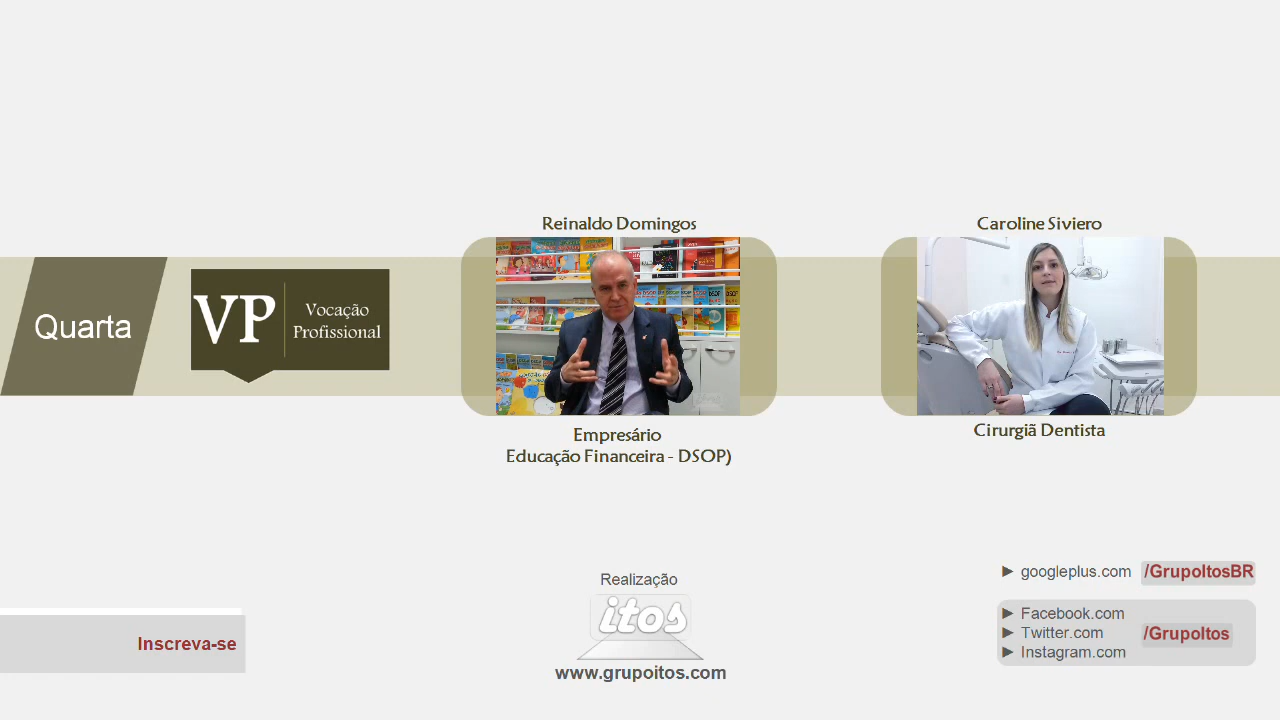 Quarta
VP
Vocação
Profissional
Reinaldo Domingos
DSOP
Empresário
Educação Financeira - DSOP)
Caroline Siviero
Cirurgiã Dentista
Inscreva-se
Realização
itos
www.grupoitos.com
► googleplus.com /GrupoItosBR
► Facebook.com
► Twitter.com /GrupoItos
► Instagram.com